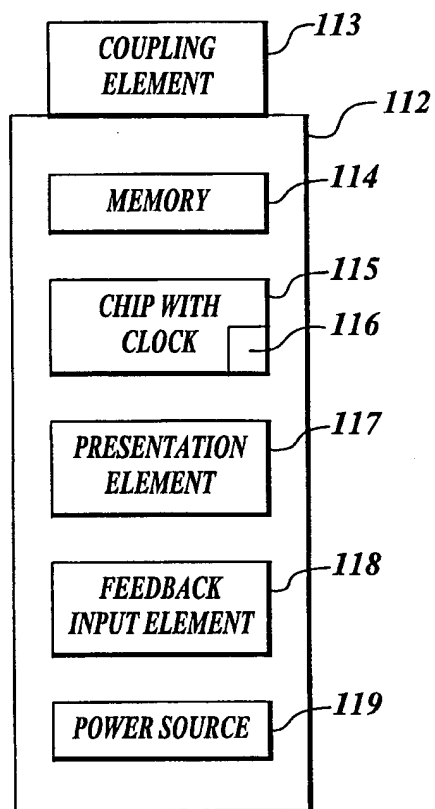 COUPLING
ELEMENT
113
112
MEMORY
114
CHIP WITH
CLOCK
115
116
PRESENTATION
ELEMENT
117
FEEDBACK
INPUT ELEMENT
118
POWER SOURCE
119